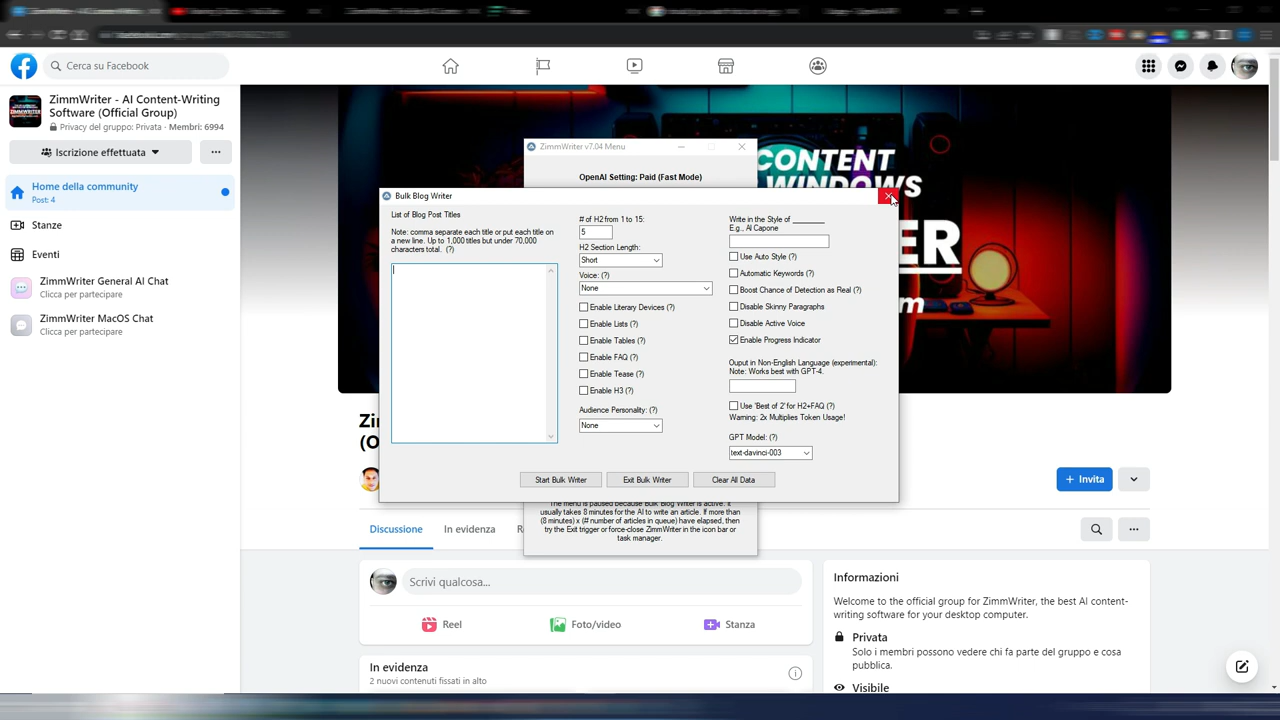 Cerca su Facebook
ZimmWriter - AI Content-Writing
Software (Official Group)
Privacy del gruppo: Privata · Membri: 6994
Iscrizione effettuata
Home della community
Post: 4
Stanze
Eventi
ZimmWriter General AI Chat
Clicca per partecipare
ZimmWriter MacOS Chat
Clicca per partecipare
CONTENT
WINDOWS
ZimmWriter v7.04 Menu
OpenAI Setting: Paid (Fast Mode)
Bulk Blog Writer
List of Blog Post Titles
Note: comma separate each title or put each title on
a new line. Up to 1,000 titles but under 70,000
characters total. (?)
# of H2 from 1 to 15:
5
H2 Section Length:
Short
Voice: (?)
None
Enable Literary Devices (?)
Enable Lists (?)
Enable Tables (?)
Enable FAQ (?)
Enable Tease (?)
Enable H3 (?)
Audience Personality: (?)
None
Write in the Style of ________
E.g., Al Capone
Use Auto Style (?)
Automatic Keywords (?)
Boost Chance of Detection as Real (?)
Disable Skinny Paragraphs
Disable Active Voice
Enable Progress Indicator
Ouput in Non-English Language (experimental):
Note: Works best with GPT-4.
Use 'Best of 2' for H2+FAQ (?)
Warning: 2x Multiplies Token Usage!
GPT Model: (?)
text-davinci-003
Start Bulk Writer
Exit Bulk Writer
Clear All Data
The menu is paused because Bulk Blog Writer is active. It
usually takes 8 minutes for the AI to write an article. If more than
(8 minutes) x (# number of articles in queue) have elapsed, then
try the Exit trigger or force-close ZimmWriter in the icon bar or
task manager.
+ Invita
Discussione
In evidenza
Scrivi qualcosa...
Reel
Foto/video
Stanza
In evidenza
2 nuovi contenuti fissati in alto
Informazioni
Welcome to the official group for ZimmWriter, the best AI content-
writing software for your desktop computer.
Privata
Solo i membri possono vedere chi fa parte del gruppo e cosa
pubblica.
Visibile